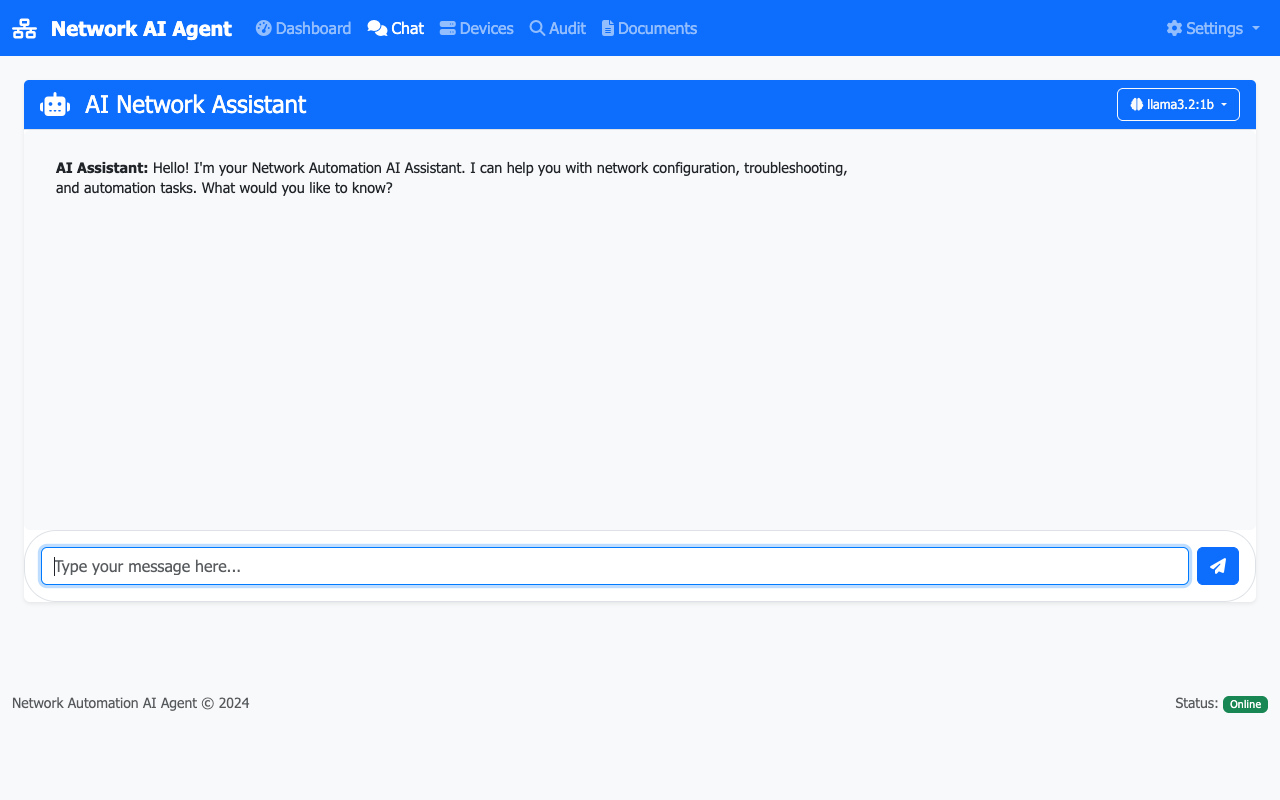 Network AI Agent Dashboard Chat Devices Audit Documents Settings
AI Network Assistant llama3.2:1b
AI Assistant: Hello! I'm your Network Automation AI Assistant. I can help you with network configuration, troubleshooting,
and automation tasks. What would you like to know?
Type your message here...
Network Automation AI Agent © 2024 Status: Online